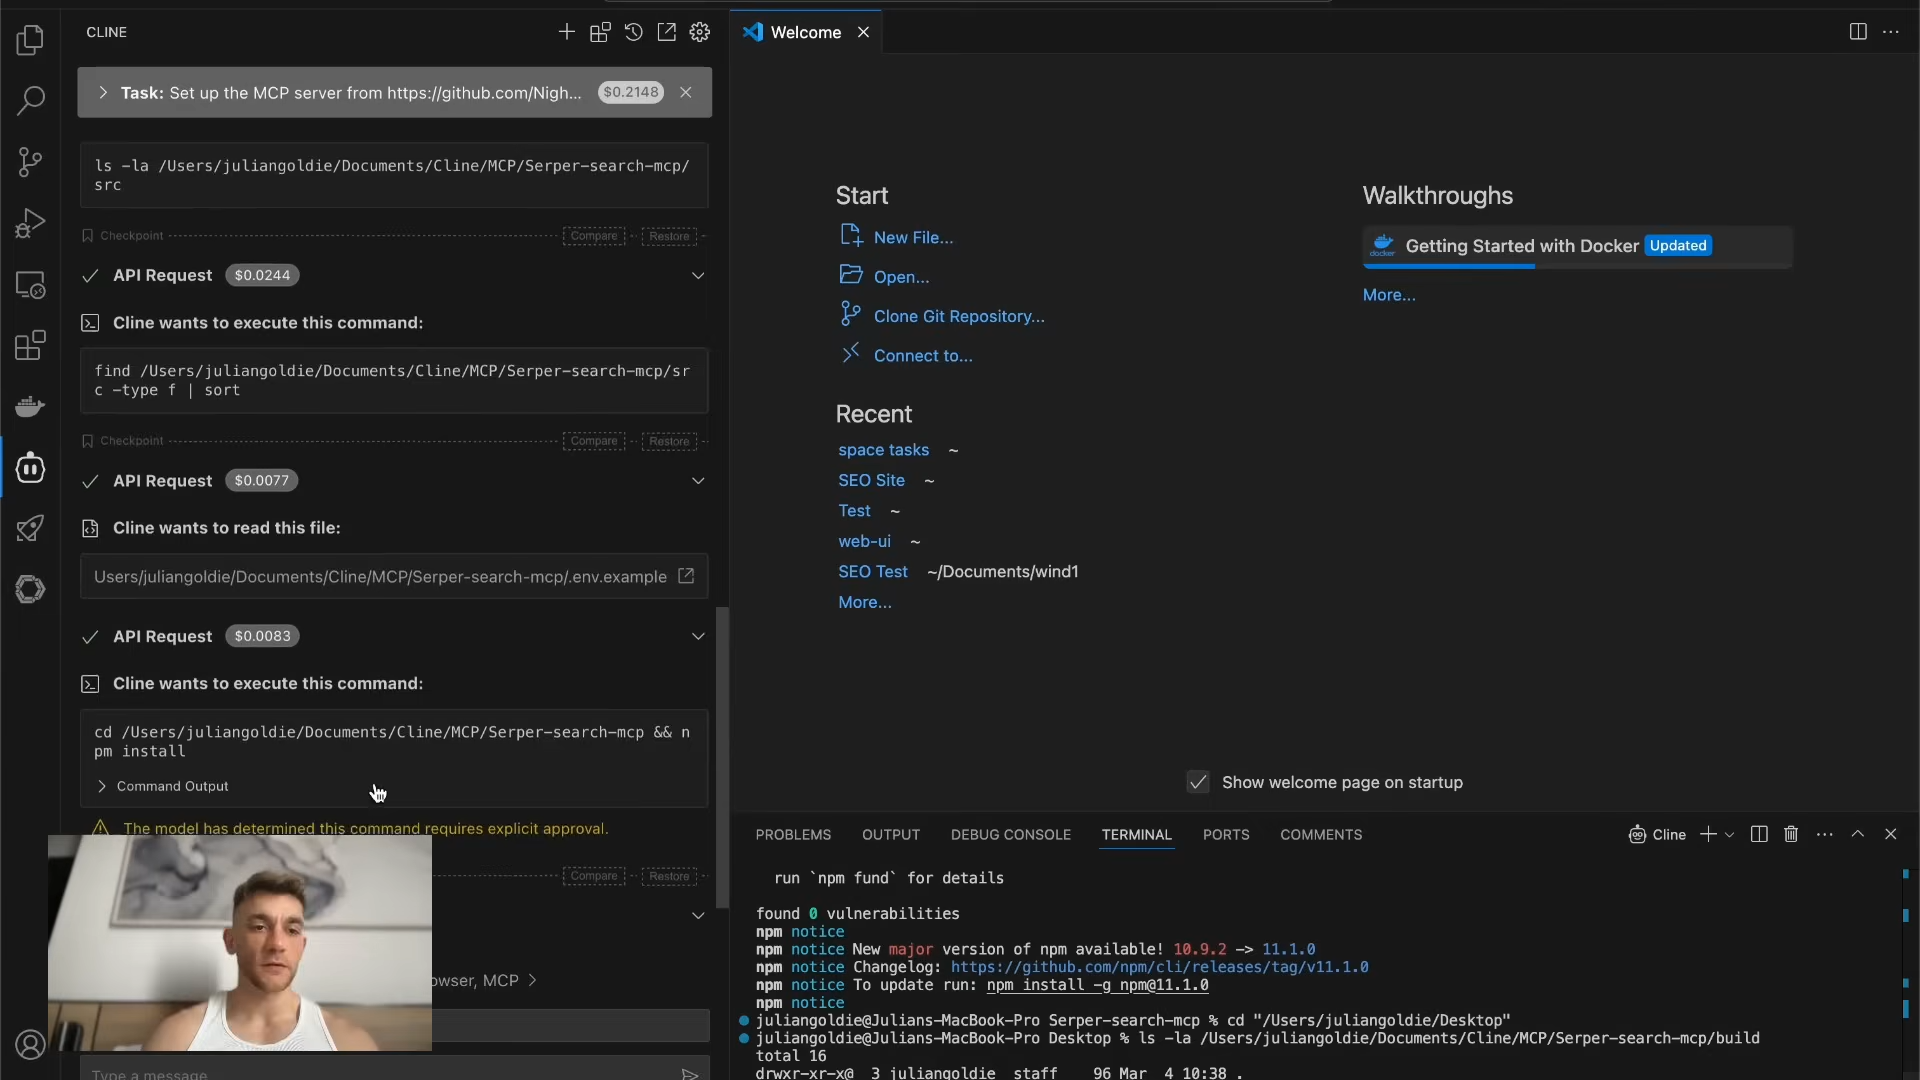 CLINE
Task: Set up the MCP server from https://github.com/Nigh...
$0.2148
ls -la /Users/juliangoldie/Documents/Cline/MCP/Serper-search-mcp/
src
Checkpoint
Compare
Restore
API Request
$0.0244
Cline wants to execute this command:
find /Users/juliangoldie/Documents/Cline/MCP/Serper-search-mcp/sr
c -type f | sort
Checkpoint
Compare
Restore
API Request
$0.0077
Cline wants to read this file:
Users/juliangoldie/Documents/Cline/MCP/Serper-search-mcp/.env.example
API Request
$0.0083
Cline wants to execute this command:
cd /Users/juliangoldie/Documents/Cline/MCP/Serper-search-mcp && n
pm install
Command Output
The model has determined this command requires explicit approval.
Compare
Restore
owser, MCP
Type a message
Welcome
Start
New File...
Open...
Clone Git Repository...
Connect to...
Recent
space tasks ~
SEO Site ~
Test ~
web-ui ~
SEO Test ~/Documents/wind1
More...
Walkthroughs
docker
Getting Started with Docker
Updated
More...
Show welcome page on startup
PROBLEMS
OUTPUT
DEBUG CONSOLE
TERMINAL
PORTS
COMMENTS
Cline
run `npm fund` for details
found 0 vulnerabilities
npm notice
npm notice New major version of npm available! 10.9.2 -> 11.1.0
npm notice Changelog: https://github.com/npm/cli/releases/tag/v11.1.0
npm notice To update run: npm install -g npm@11.1.0
npm notice
juliangoldie@Julians-MacBook-Pro Serper-search-mcp % cd "/Users/juliangoldie/Desktop"
juliangoldie@Julians-MacBook-Pro Desktop % ls -la /Users/juliangoldie/Documents/Cline/MCP/Serper-search-mcp/build
total 16
drwxr-xr-x@ 3 juliangoldie staff 96 Mar 4 10:38 .